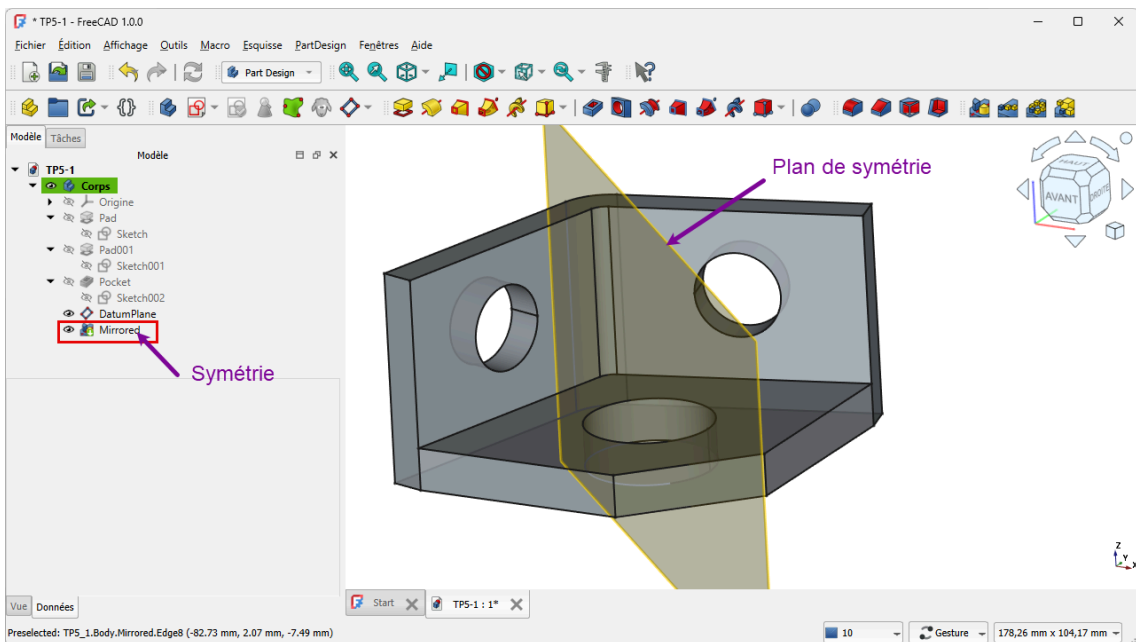 * TP5-1 - FreeCAD 1.0.0
Fichier Édition Affichage Outils Macro Esquisse PartDesign Fenêtres Aide
Part Design
Modèle Tâches
Modèle
TP5-1
Corps
Origine
Pad
Sketch
Pad001
Sketch001
Pocket
Sketch002
DatumPlane
Mirrored
Symétrie
Plan de symétrie
HAUT
AVANT
DROITE
Z
Y
X
Vue Données
Start
TP5-1 : 1*
Preselected: TP5_1.Body.Mirrored.Edge8 (-82.73 mm, 2.07 mm, -7.49 mm)
10
Gesture
178,26 mm x 104,17 mm